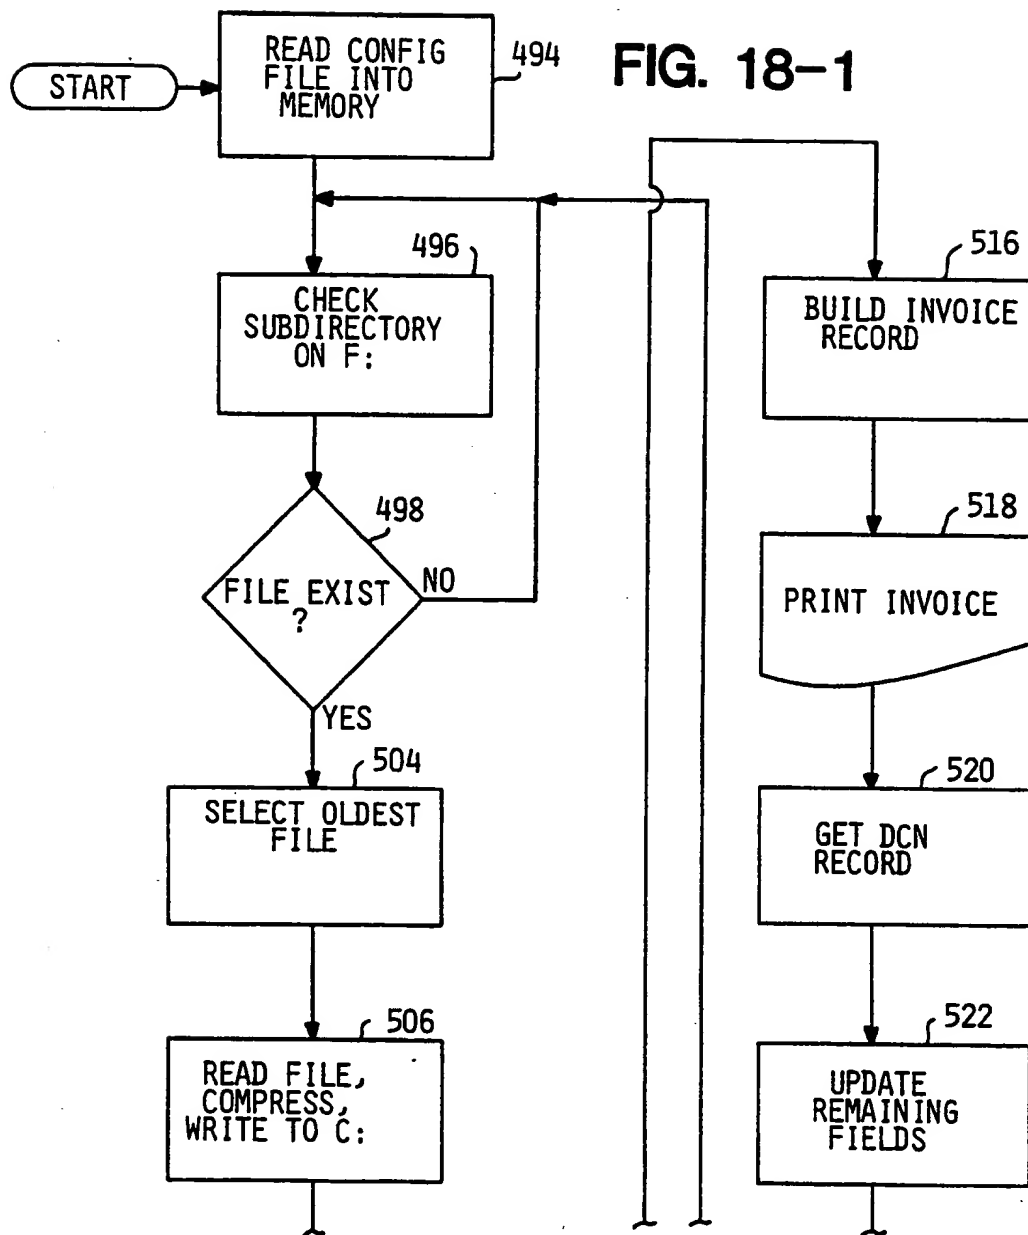 FIG. 18-1
START
READ CONFIG
FILE INTO
MEMORY
494
496
CHECK
SUBDIRECTORY
ON F:
498
FILE EXIST
?
NO
YES
504
SELECT OLDEST
FILE
506
READ FILE,
COMPRESS,
WRITE TO C:
516
BUILD INVOICE
RECORD
518
PRINT INVOICE
520
GET DCN
RECORD
522
UPDATE
REMAINING
FIELDS